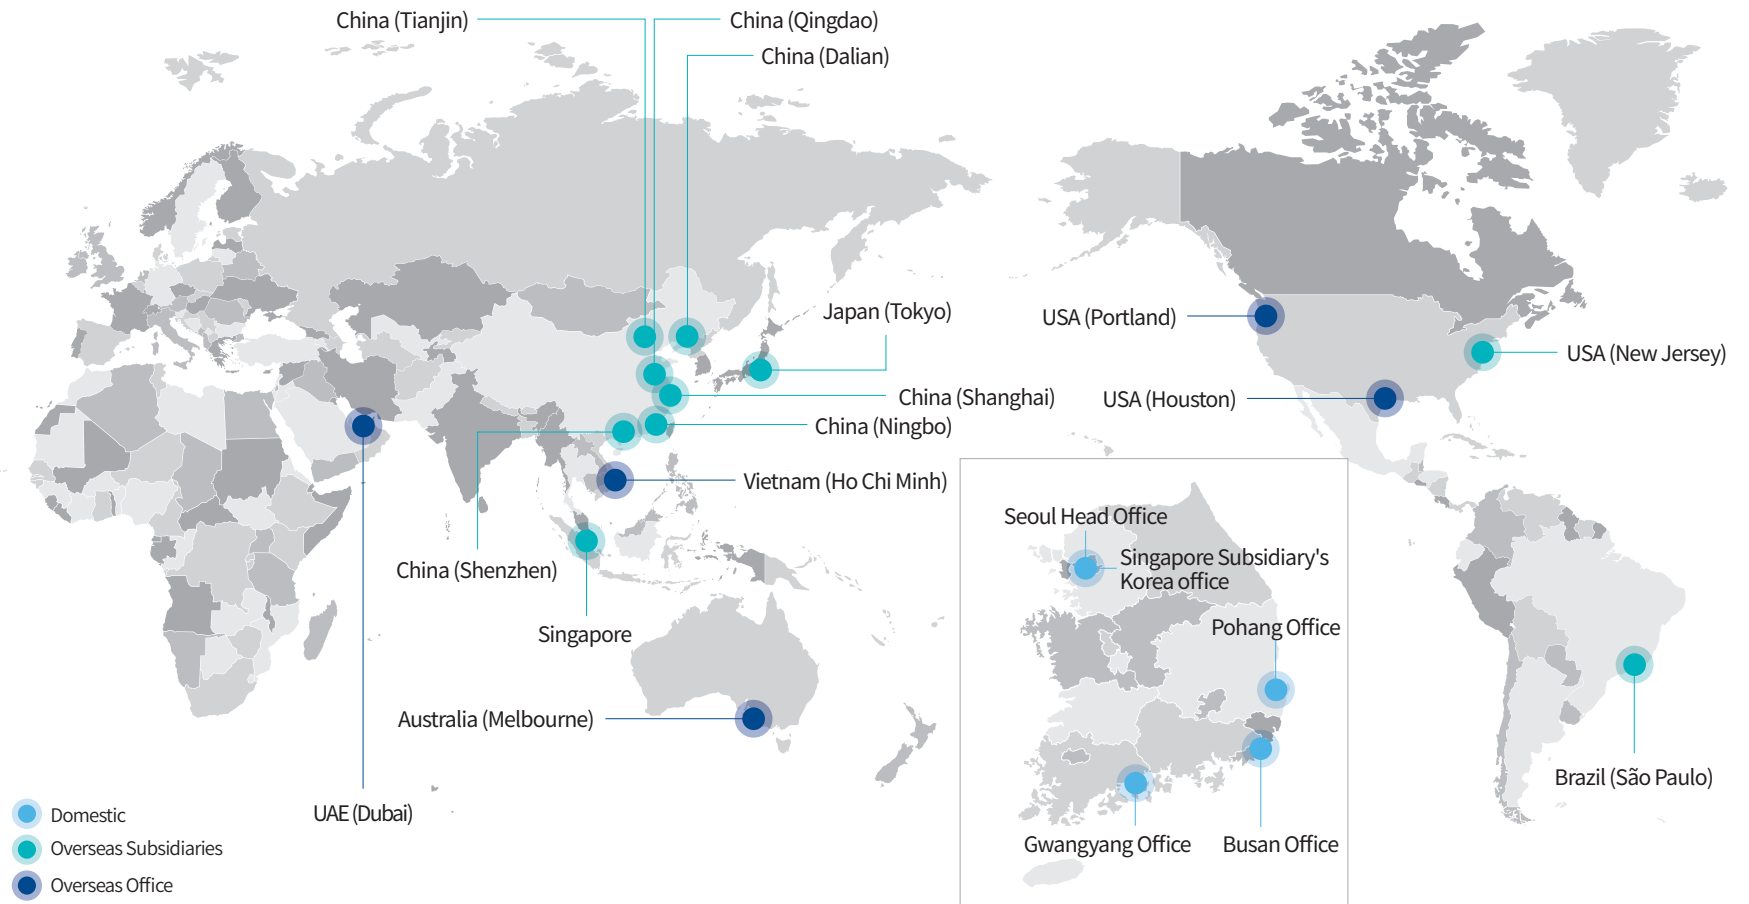 China (Tianjin)
China (Qingdao)
China (Dalian)
Japan (Tokyo)
USA (Portland)
USA (New Jersey)
China (Shanghai)
USA (Houston)
China (Ningbo)
Vietnam (Ho Chi Minh)
China (Shenzhen)
Singapore
Australia (Melbourne)
UAE (Dubai)
Seoul Head Office
Singapore Subsidiary's
Korea office
Pohang Office
Gwangyang Office
Busan Office
Brazil (São Paulo)
Domestic
Overseas Subsidiaries
Overseas Office